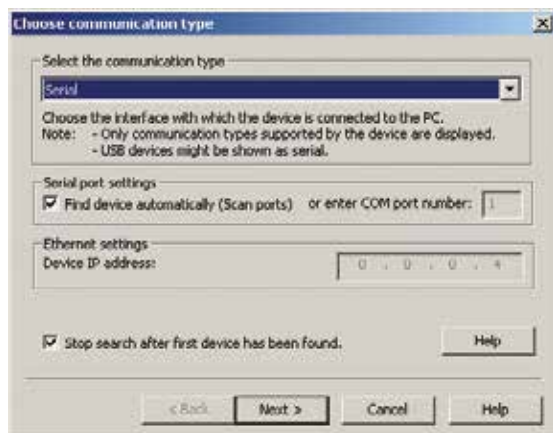 Choose communication type
Select the communication type
Serial
Choose the interface with which the device is connected to the PC.
Note: - Only communication types supported by the device are displayed.
- USB devices might be shown as serial.
Serial port settings
Find device automatically (Scan ports) or enter COM port number: 1
Ethernet settings
Device IP address: 0 . 0 . 0 . 4
Stop search after first device has been found.
Help
< Back Next > Cancel Help